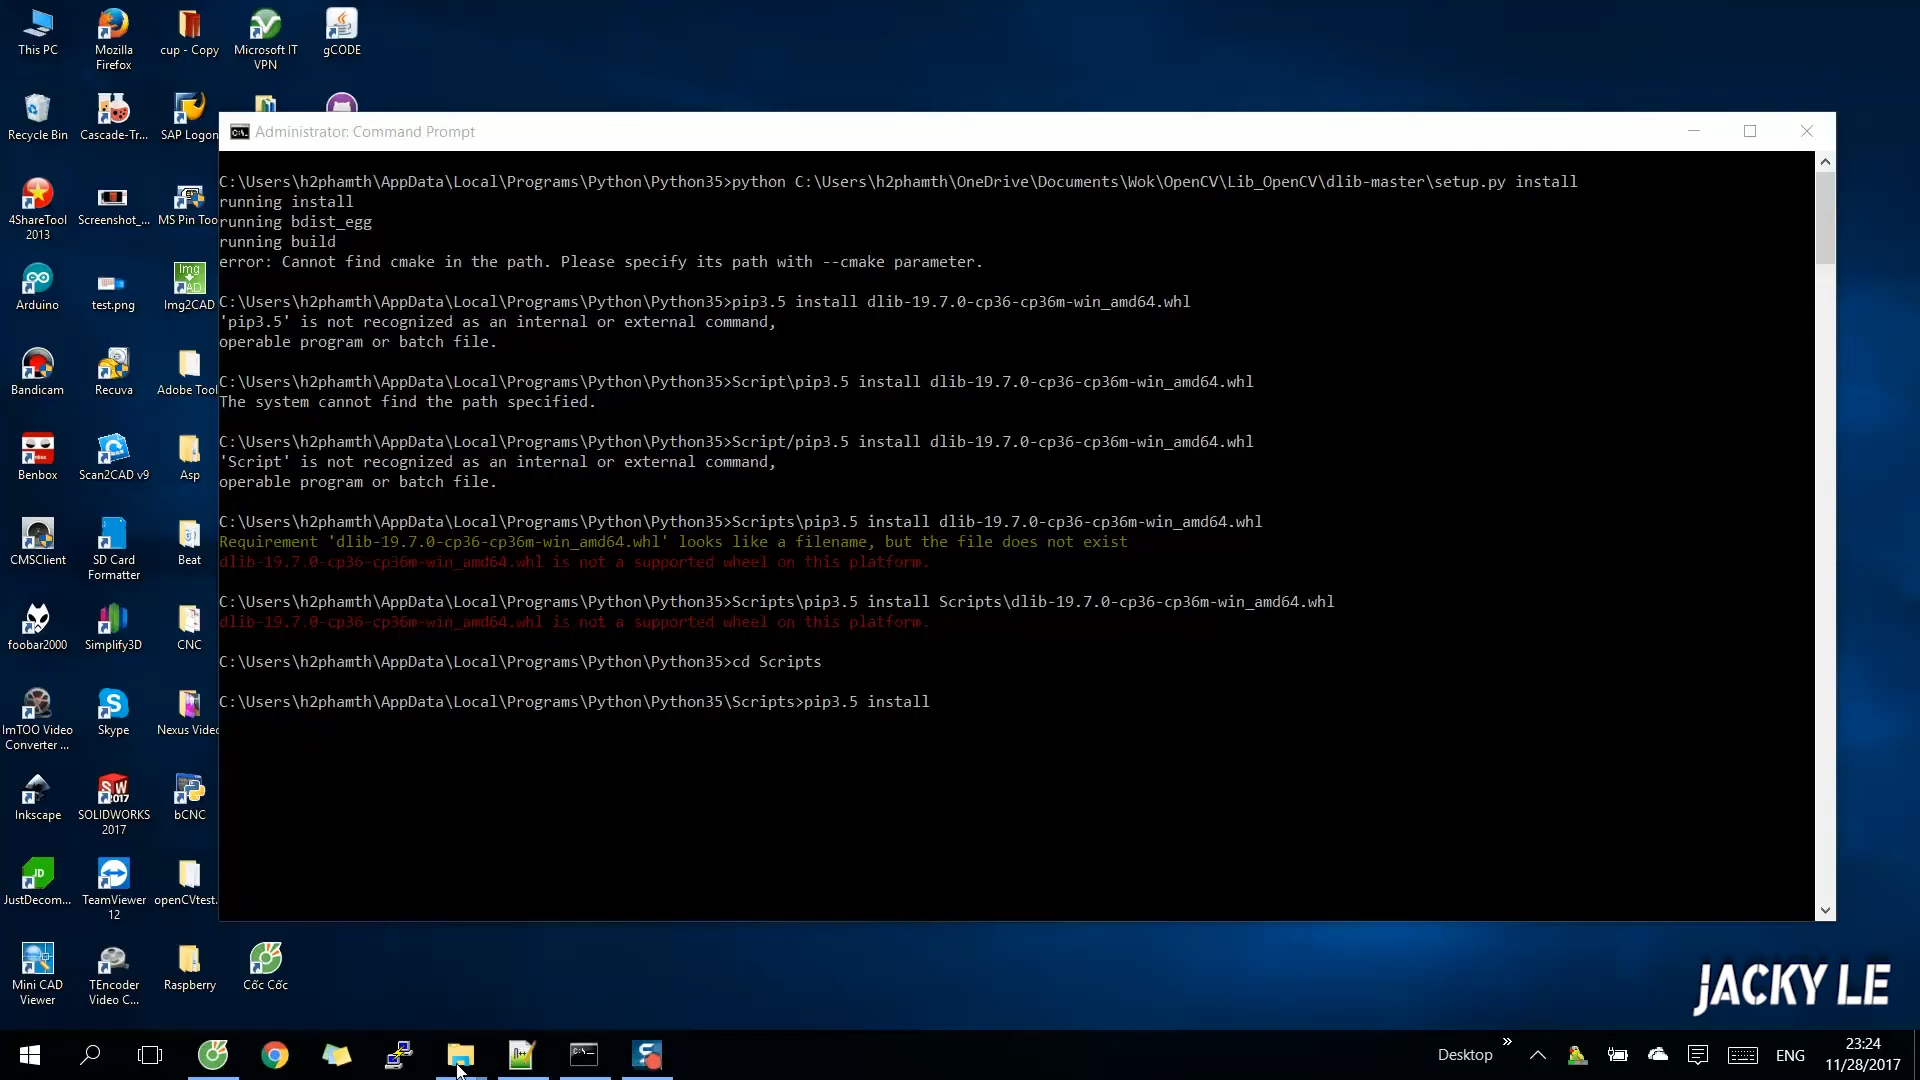 This PC
Mozilla
Firefox
cup - Copy
Microsoft IT
VPN
gCODE
Recycle Bin
Cascade-Tr...
SAP Logon
4ShareTool
2013
Screenshot_...
MS Pin Too
Arduino
test.png
Img2CAD
Bandicam
Recuva
Adobe Tool
Benbox
Scan2CAD v9
Asp
CMSClient
SD Card
Formatter
Beat
foobar2000
Simplify3D
CNC
ImTOO Video
Converter ...
Skype
Nexus Video
Inkscape
SOLIDWORKS
2017
bCNC
JustDecom...
TeamViewer
12
openCVtest.
Mini CAD
Viewer
TEncoder
Video C...
Raspberry
Cốc Cốc
Administrator: Command Prompt
C:\Users\h2phamth\AppData\Local\Programs\Python\Python35>python C:\Users\h2phamth\OneDrive\Documents\Wok\OpenCV\Lib_OpenCV\dlib-master\setup.py install
running install
running bdist_egg
running build
error: Cannot find cmake in the path. Please specify its path with --cmake parameter.
C:\Users\h2phamth\AppData\Local\Programs\Python\Python35>pip3.5 install dlib-19.7.0-cp36-cp36m-win_amd64.whl
'pip3.5' is not recognized as an internal or external command,
operable program or batch file.
C:\Users\h2phamth\AppData\Local\Programs\Python\Python35>Script\pip3.5 install dlib-19.7.0-cp36-cp36m-win_amd64.whl
The system cannot find the path specified.
C:\Users\h2phamth\AppData\Local\Programs\Python\Python35>Script/pip3.5 install dlib-19.7.0-cp36-cp36m-win_amd64.whl
'Script' is not recognized as an internal or external command,
operable program or batch file.
C:\Users\h2phamth\AppData\Local\Programs\Python\Python35>Scripts\pip3.5 install dlib-19.7.0-cp36-cp36m-win_amd64.whl
Requirement 'dlib-19.7.0-cp36-cp36m-win_amd64.whl' looks like a filename, but the file does not exist
dlib-19.7.0-cp36-cp36m-win_amd64.whl is not a supported wheel on this platform.
C:\Users\h2phamth\AppData\Local\Programs\Python\Python35>Scripts\pip3.5 install Scripts\dlib-19.7.0-cp36-cp36m-win_amd64.whl
dlib-19.7.0-cp36-cp36m-win_amd64.whl is not a supported wheel on this platform.
C:\Users\h2phamth\AppData\Local\Programs\Python\Python35>cd Scripts
C:\Users\h2phamth\AppData\Local\Programs\Python\Python35\Scripts>pip3.5 install
JACKY LE
Desktop
ENG
23:24
11/28/2017